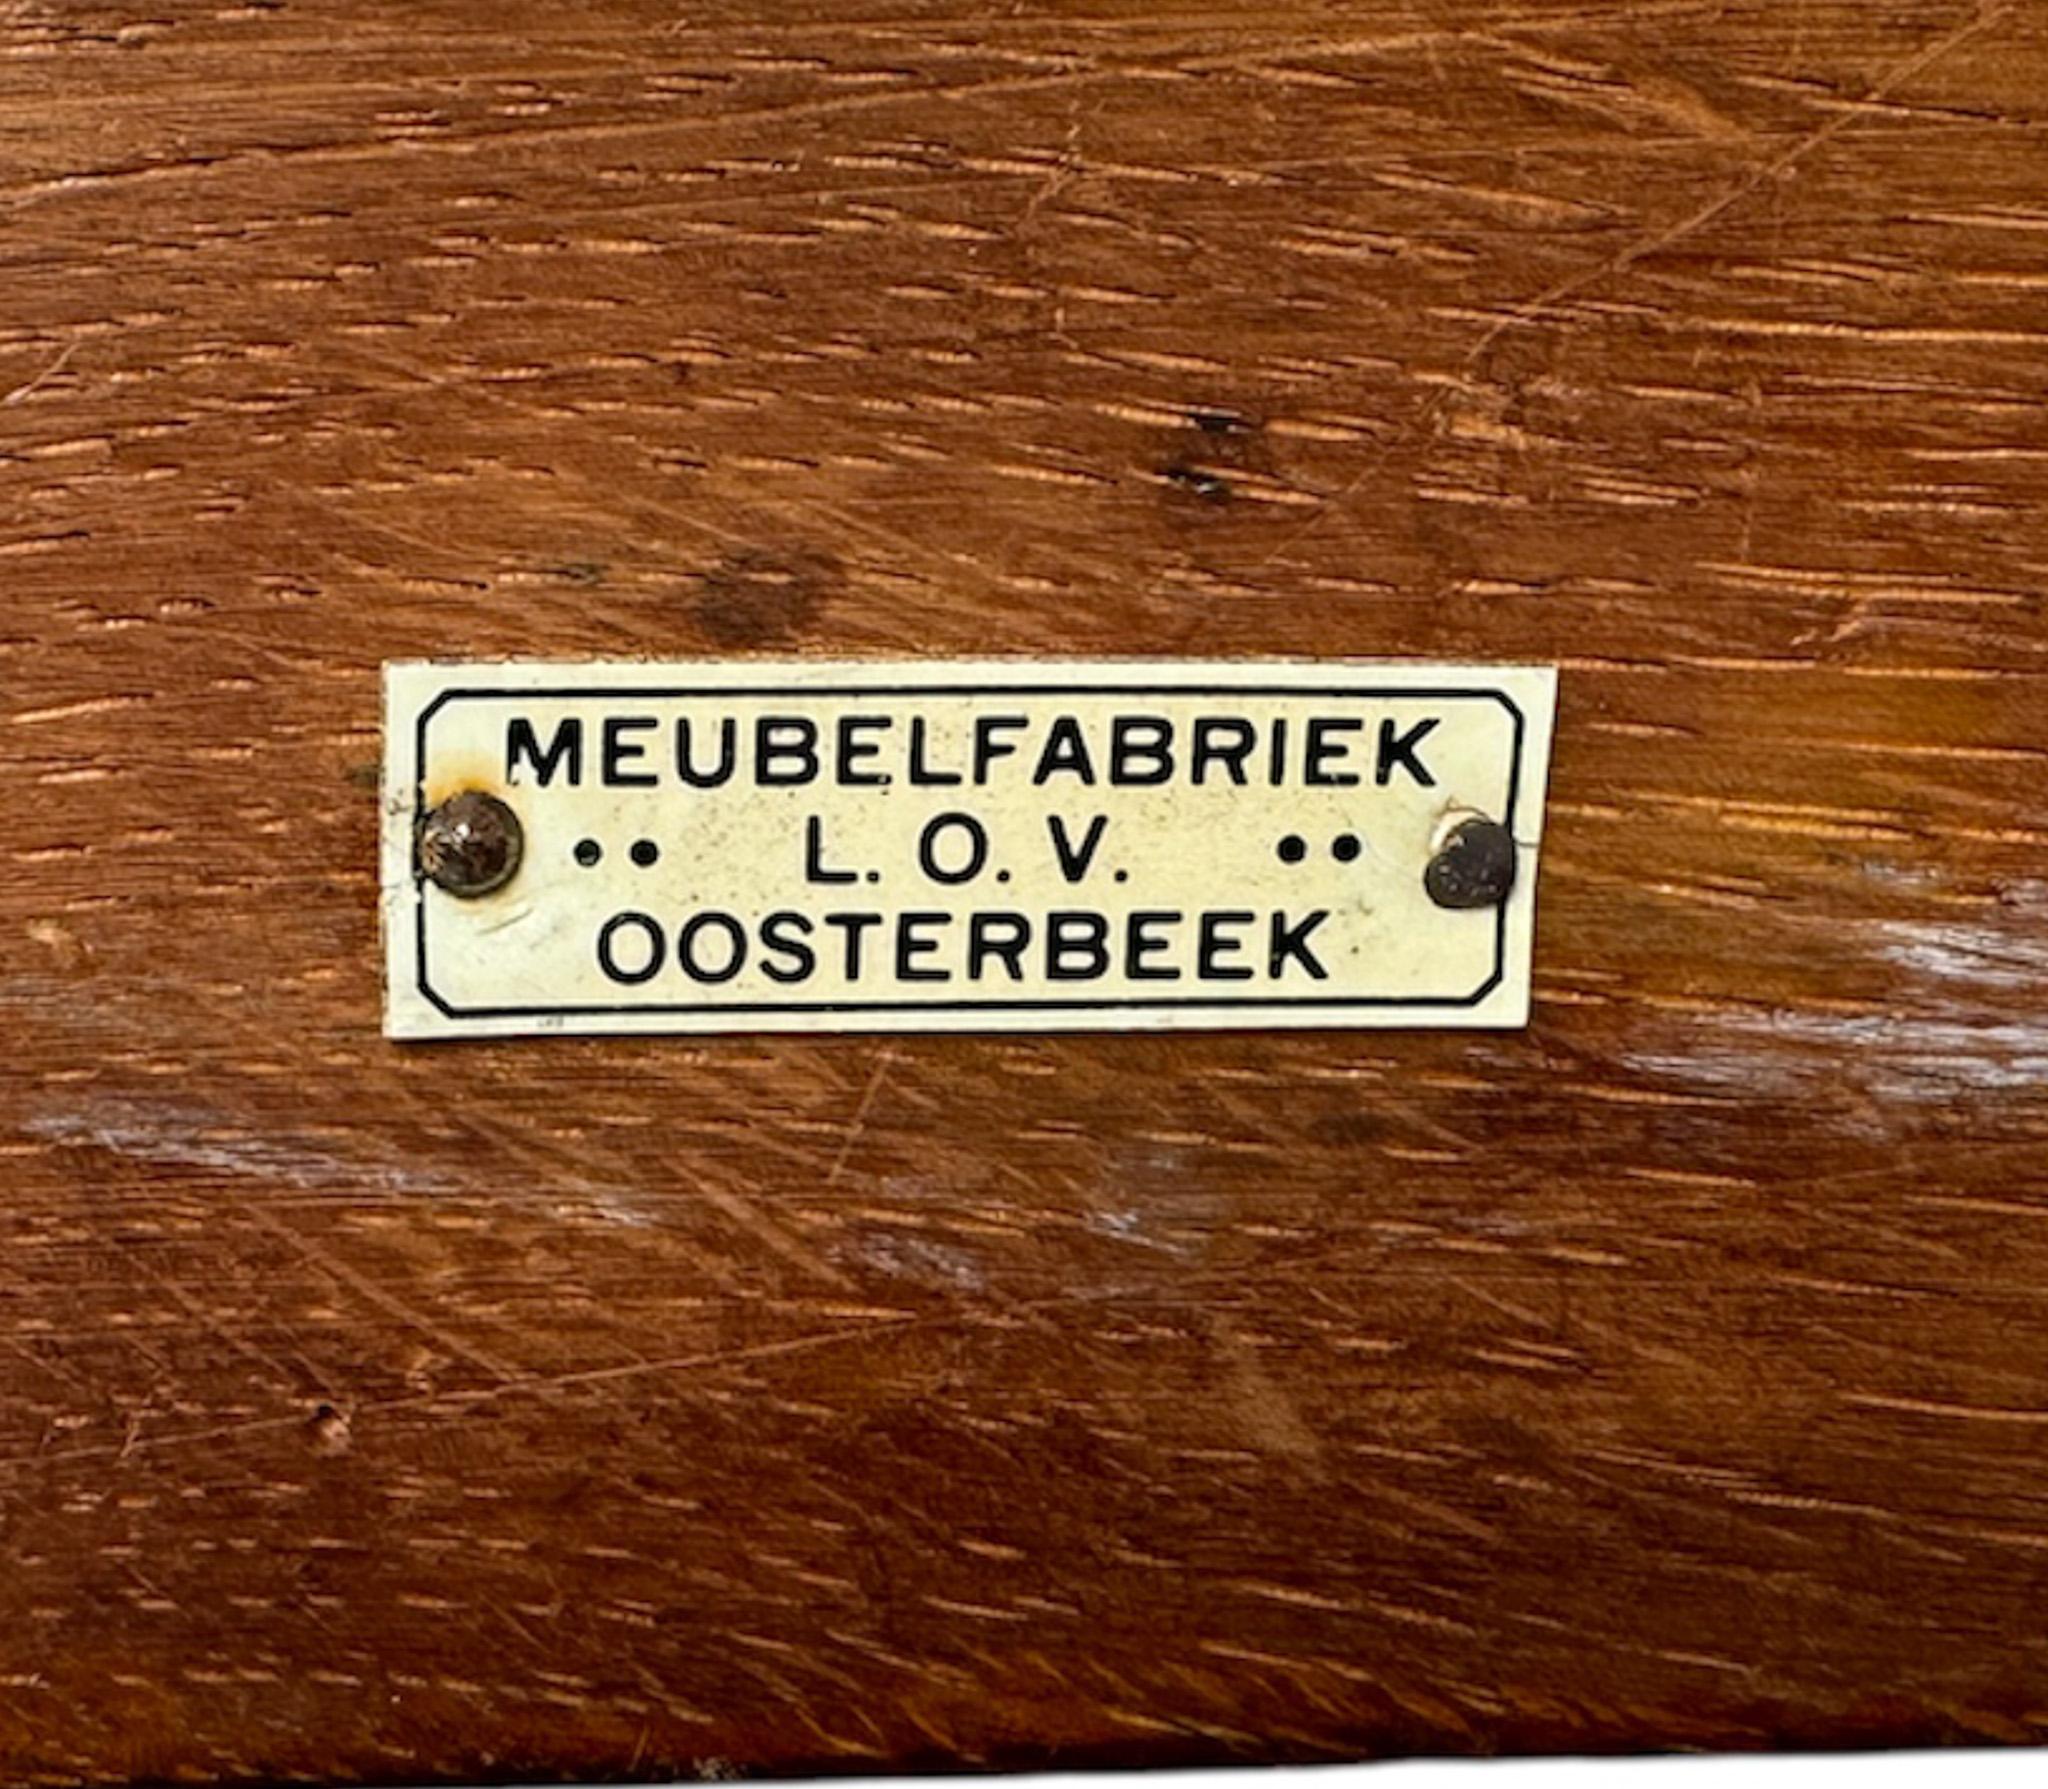 MEUBELFABRIEK
•• L. O. V. ••
OOSTERBEEK